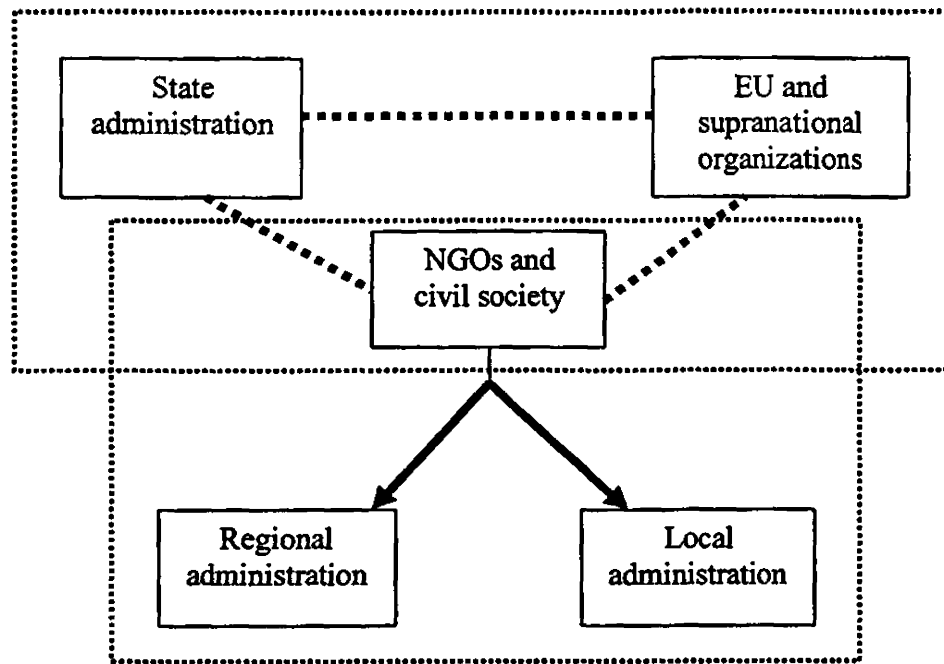 State
administration
EU and
supranational
organizations
NGOs and
civil society
Regional
administration
Local
administration